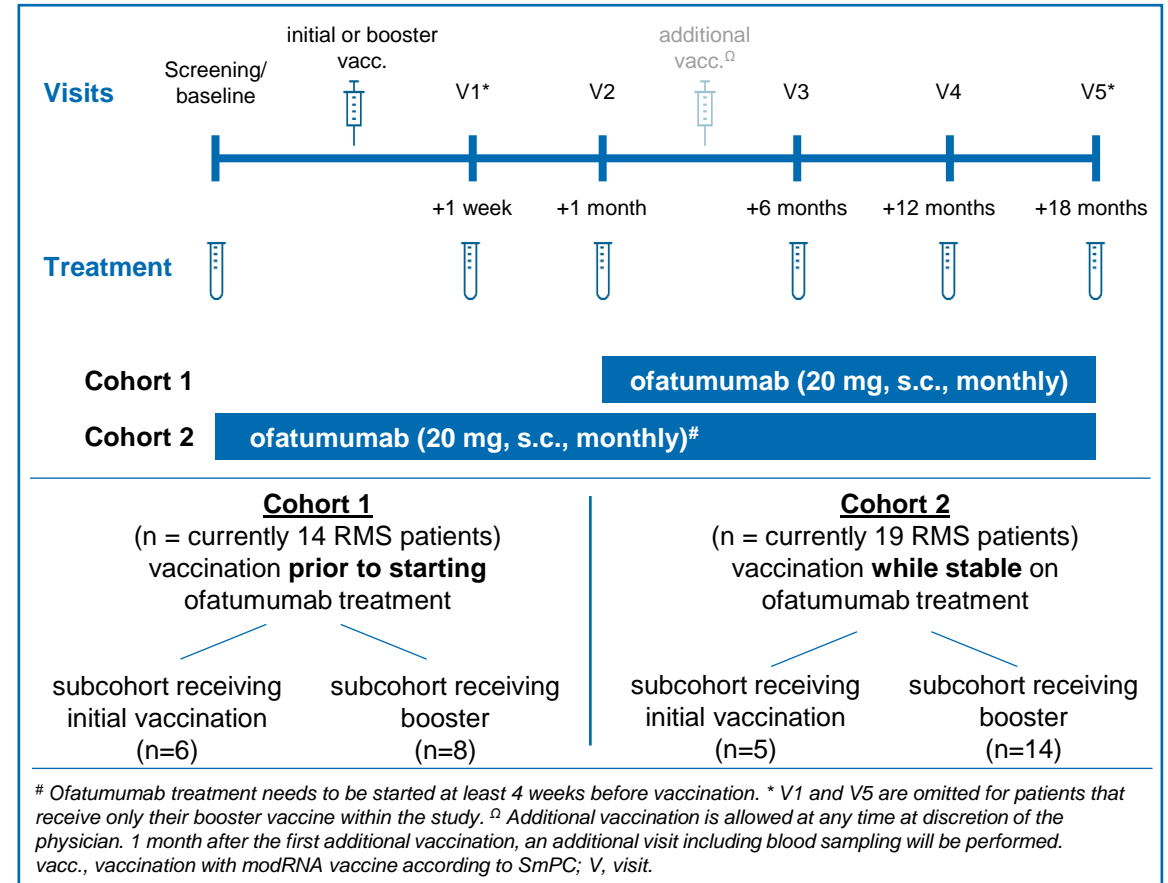 initial or booster
vacc.
additional
vacc.Ω
Screening/
baseline
Visits
V1*
V2
V3
V4
V5*
+1 week
+1 month
+6 months
+12 months
+18 months
Treatment
Cohort 1
ofatumumab (20 mg, s.c., monthly)
Cohort 2
ofatumumab (20 mg, s.c., monthly)#
Cohort 1
(n = currently 14 RMS patients)
vaccination prior to starting
ofatumumab treatment
subcohort receiving
initial vaccination
(n=6)
subcohort receiving
booster
(n=8)
Cohort 2
(n = currently 19 RMS patients)
vaccination while stable on
ofatumumab treatment
subcohort receiving
initial vaccination
(n=5)
subcohort receiving
booster
(n=14)
# Ofatumumab treatment needs to be started at least 4 weeks before vaccination. * V1 and V5 are omitted for patients that
receive only their booster vaccine within the study. Ω Additional vaccination is allowed at any time at discretion of the
physician. 1 month after the first additional vaccination, an additional visit including blood sampling will be performed.
vacc., vaccination with modRNA vaccine according to SmPC; V, visit.